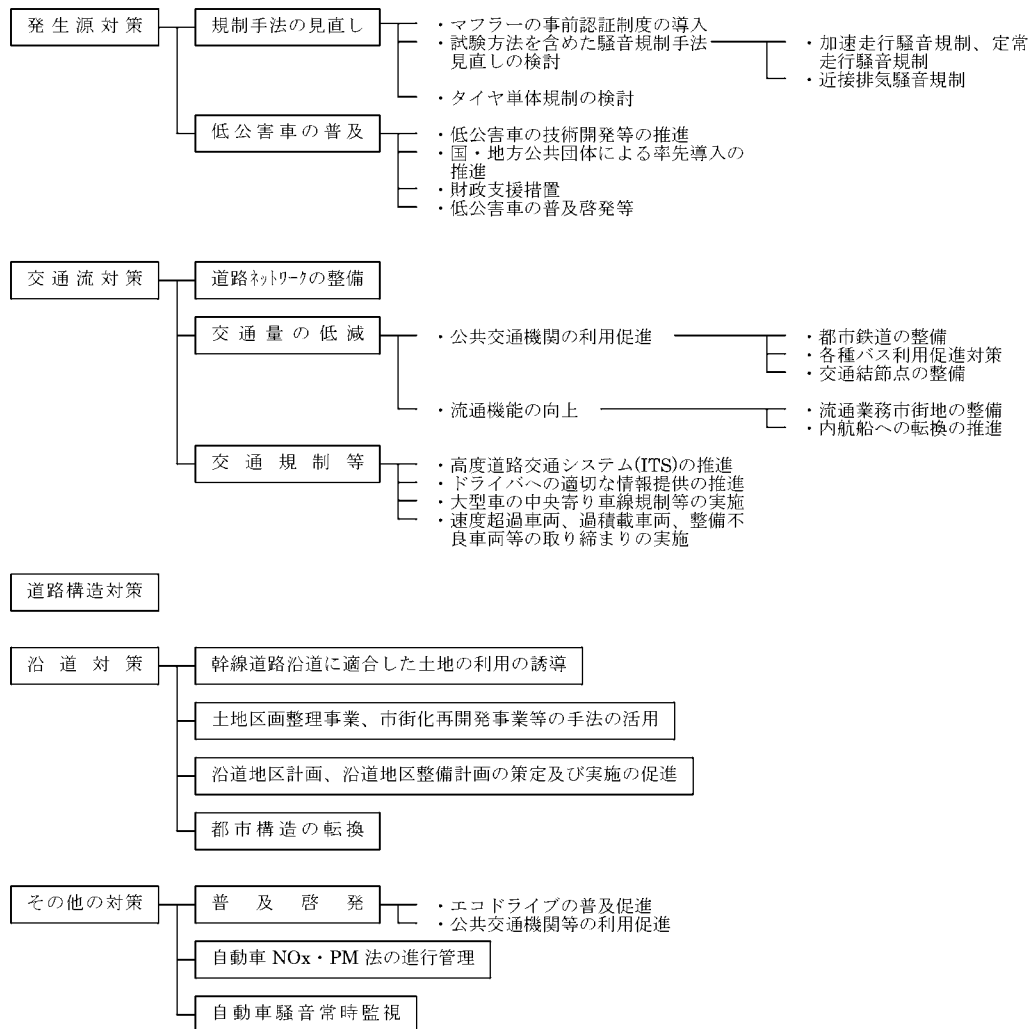 発生源対策
規制手法の見直し
・マフラーの事前認証制度の導入
・試験方法を含めた騒音規制手法
見直しの検討
・加速走行騒音規制、定常
走行騒音規制
・近接排気騒音規制
・タイヤ単体規制の検討
低公害車の普及
・低公害車の技術開発等の推進
・国・地方公共団体による率先導入の
推進
・財政支援措置
・低公害車の普及啓発等
交通流対策
道路ネットワークの整備
交通量の低減
・公共交通機関の利用促進
・都市鉄道の整備
・各種バス利用促進対策
・交通結節点の整備
・流通機能の向上
・流通業務市街地の整備
・内航船への転換の推進
交通規制等
・高度道路交通システム(ITS)の推進
・ドライバへの適切な情報提供の推進
・大型車の中央寄り車線規制等の実施
・速度超過車両、過積載車両、整備不
良車両等の取り締まりの実施
道路構造対策
沿道対策
幹線道路沿道に適合した土地の利用の誘導
土地区画整理事業、市街化再開発事業等の手法の活用
沿道地区計画、沿道地区整備計画の策定及び実施の促進
都市構造の転換
その他の対策
普及啓発
・エコドライブの普及促進
・公共交通機関等の利用促進
自動車 NOx・PM 法の進行管理
自動車騒音常時監視